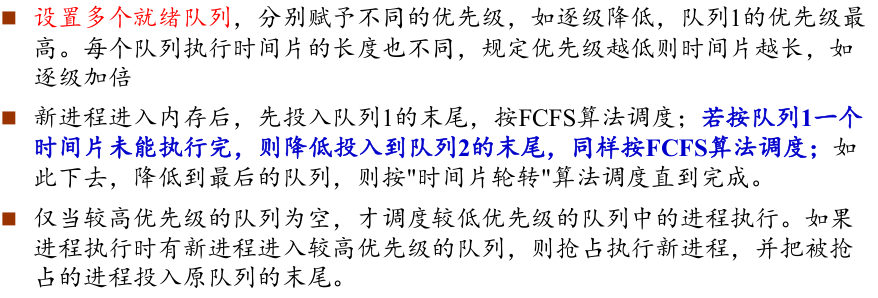 ■ 设置多个就绪队列，分别赋予不同的优先级，如逐级降低，队列1的优先级最
高。每个队列执行时间片的长度也不同，规定优先级越低则时间片越长，如
逐级加倍
■ 新进程进入内存后，先投入队列1的末尾，按FCFS算法调度；若按队列1一个
时间片未能执行完，则降低投入到队列2的末尾，同样按FCFS算法调度；如
此下去，降低到最后的队列，则按"时间片轮转"算法调度直到完成。
■ 仅当较高优先级的队列为空，才调度较低优先级的队列中的进程执行。如果
进程执行时有新进程进入较高优先级的队列，则抢占执行新进程，并把被抢
占的进程投入原队列的末尾。